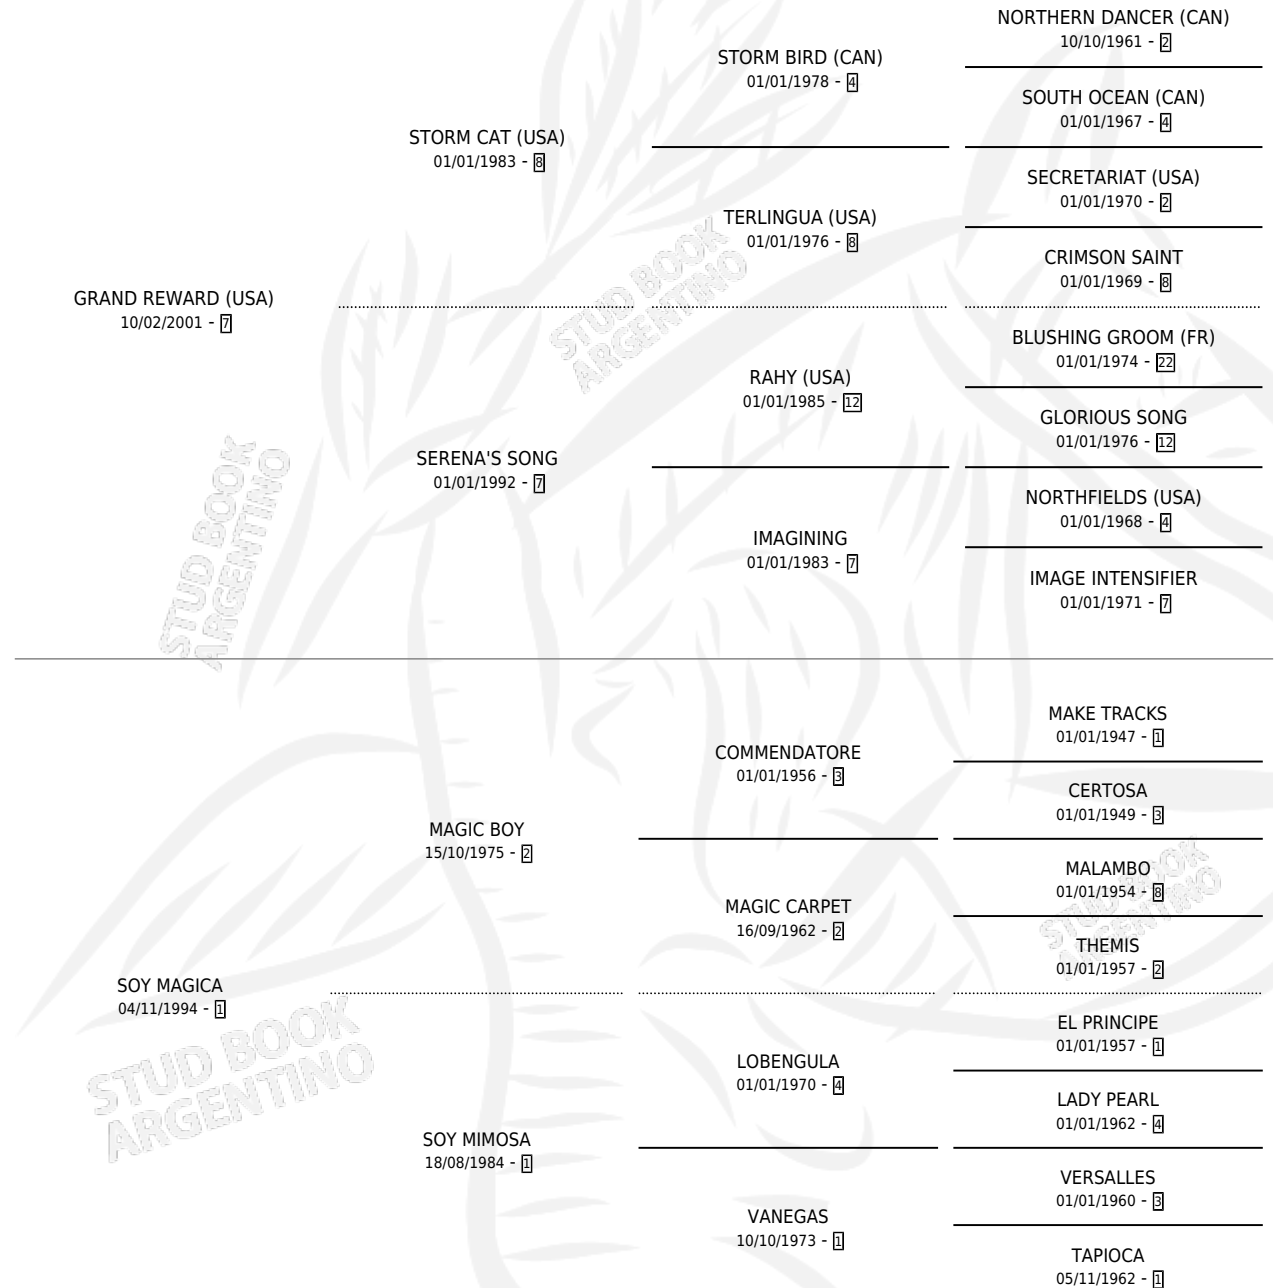 NORTHERN DANCER (CAN)
10/10/1961 - 2
STORM BIRD (CAN)
01/01/1978 - 4
SOUTH OCEAN (CAN)
01/01/1967 - 4
STORM CAT (USA)
01/01/1983 - 8
SECRETARIAT (USA)
01/01/1970 - 2
TERLINGUA (USA)
01/01/1976 - 8
CRIMSON SAINT
01/01/1969 - 8
GRAND REWARD (USA)
10/02/2001 - 7
STUD BOOK
ARGENTINO
BLUSHING GROOM (FR)
01/01/1974 - 22
RAHY (USA)
01/01/1985 - 12
GLORIOUS SONG
01/01/1976 - 12
SERENA'S SONG
01/01/1992 - 7
NORTHFIELDS (USA)
01/01/1968 - 4
IMAGINING
01/01/1983 - 7
IMAGE INTENSIFIER
01/01/1971 - 7
STUD BOOK
ARGENTINO
MAKE TRACKS
01/01/1947 - 1
COMMENDATORE
01/01/1956 - 3
CERTOSA
01/01/1949 - 3
MAGIC BOY
15/10/1975 - 2
MALAMBO
01/01/1954 - 8
MAGIC CARPET
16/09/1962 - 2
THEMIS
01/01/1957 - 2
STUD BOOK
ARGENTINO
SOY MAGICA
04/11/1994 - 1
STUD BOOK
ARGENTINO
EL PRINCIPE
01/01/1957 - 1
LOBENGULA
01/01/1970 - 4
LADY PEARL
01/01/1962 - 4
SOY MIMOSA
18/08/1984 - 1
VERSALLES
01/01/1960 - 3
VANEGAS
10/10/1973 - 1
TAPIOCA
05/11/1962 - 1